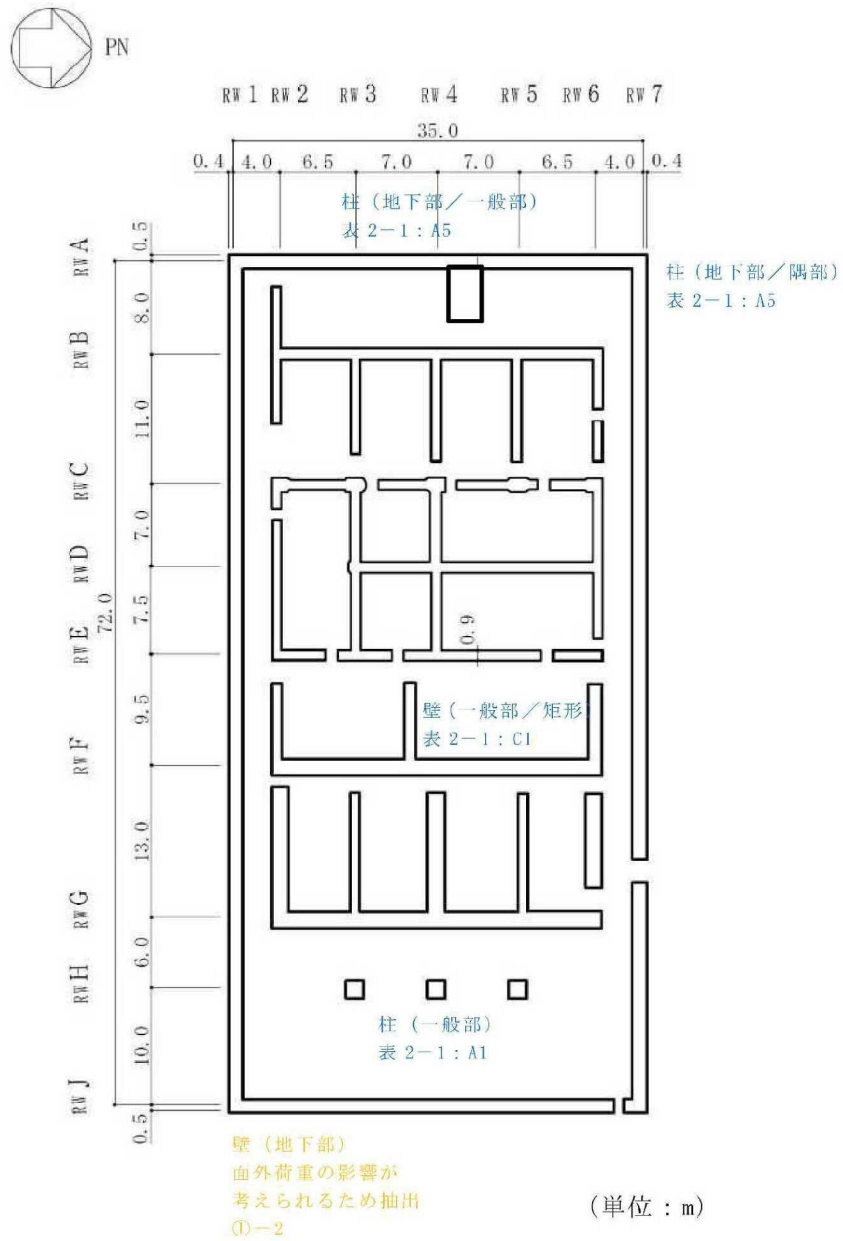 PN
RW 1 RW 2 RW 3 RW 4 RW 5 RW 6 RW 7
35.0
0.4 4.0 6.5 7.0 7.0 6.5 4.0 0.4
柱（地下部／一般部）
表 2－1：A5
柱（地下部／隅部）
表 2－1：A5
RW A
0.5
8.0
RW B
11.0
RW C
7.0
RW D
72.0
7.5
RW E
0.9
9.5
壁（一般部／矩形
表 2－1：C1
RW F
13.0
RW G
6.0
RW H
柱（一般部）
表 2－1：A1
10.0
RW J
0.5
壁（地下部）
面外荷重の影響が
考えられるため抽出
①－2
（単位：m）